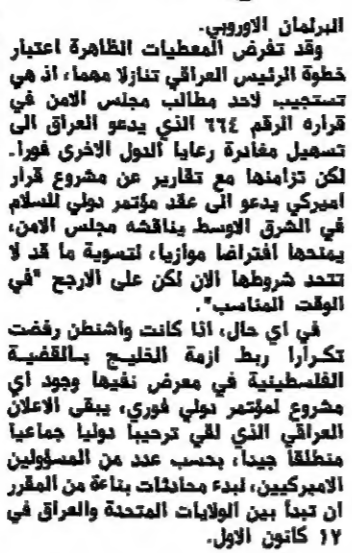 البرلمان الاوروبي.
وقد تفرض المعطيات الظاهرة اعتبار
خطوة الرئيس العراقي تنازلا مهما، اذ هي
تستجيب لاحد مطالب مجلس الامن في
قراره الرقم ٦٦٤ الذي يدعو العراق الى
تسهيل مغادرة رعايا الدول الاخرى فورا.
لكن تزامنها مع تقارير عن مشروع قرار
اميركي يدعو الى عقد مؤتمر دولي للسلام
في الشرق الاوسط يناقشه مجلس الامن،
يمنحها افتراضا موازيا، لتسوية ما قد لا
تتحد شروطها الان لكن على الارجح "في
الوقت المناسب".
في اي حال، اذا كانت واشنطن رفضت
تكرارا ربط ازمة الخليج بالقضية
الفلسطينية في معرض نفيها وجود اي
مشروع لمؤتمر دولي فوري، يبقى الاعلان
العراقي الذي لقي ترحيبا دوليا جماعيا
منطلقا جيدا، بحسب عدد من المسؤولين
الاميركيين، لبدء محادثات بناءة من المقرر
ان تبدأ بين الولايات المتحدة والعراق في
١٧ كانون الاول.